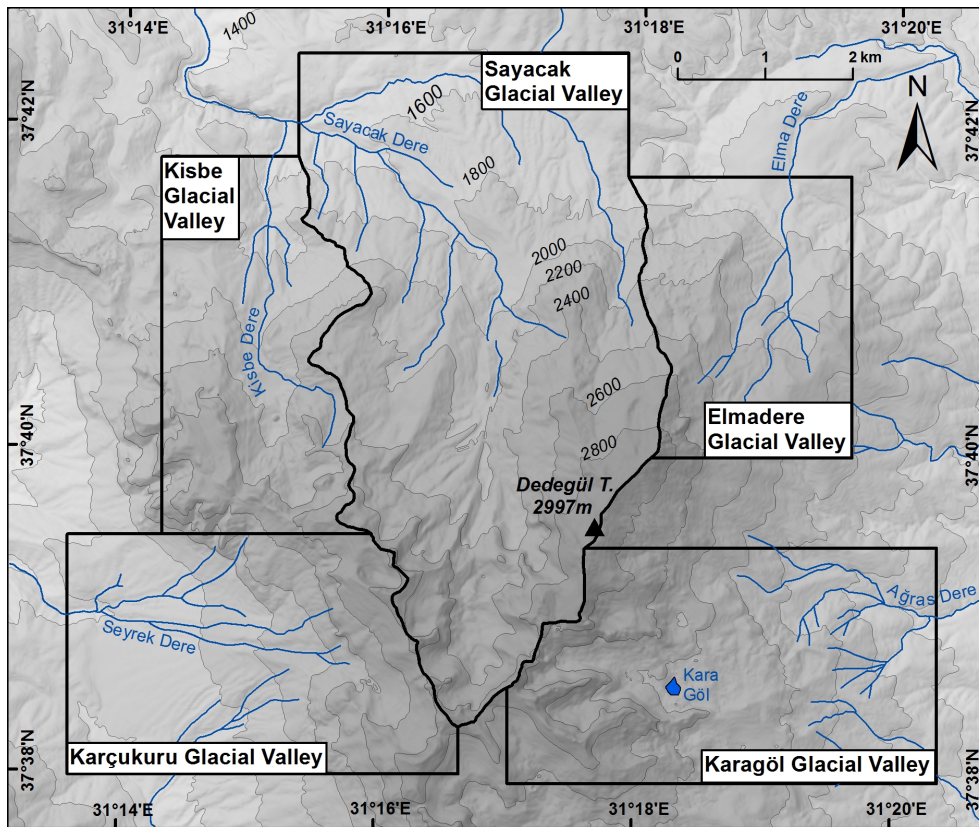 31°14'E
31°16'E
31°18'E
31°20'E
1400
0 1 2 km
Sayacak
Glacial Valley
N
37°42'N
37°42'N
1600
Sayacak Dere
Elma Dere
1800
Kisbe
Glacial
Valley
2000
2200
2400
Kisbe Dere
2600
Elmadere
Glacial Valley
2800
37°40'N
37°40'N
Dedegül T.
2997m
Ağras Dere
Seyrek Dere
Kara
Göl
Karçukuru Glacial Valley
Karagöl Glacial Valley
37°38'N
37°38'N
31°14'E
31°16'E
31°18'E
31°20'E